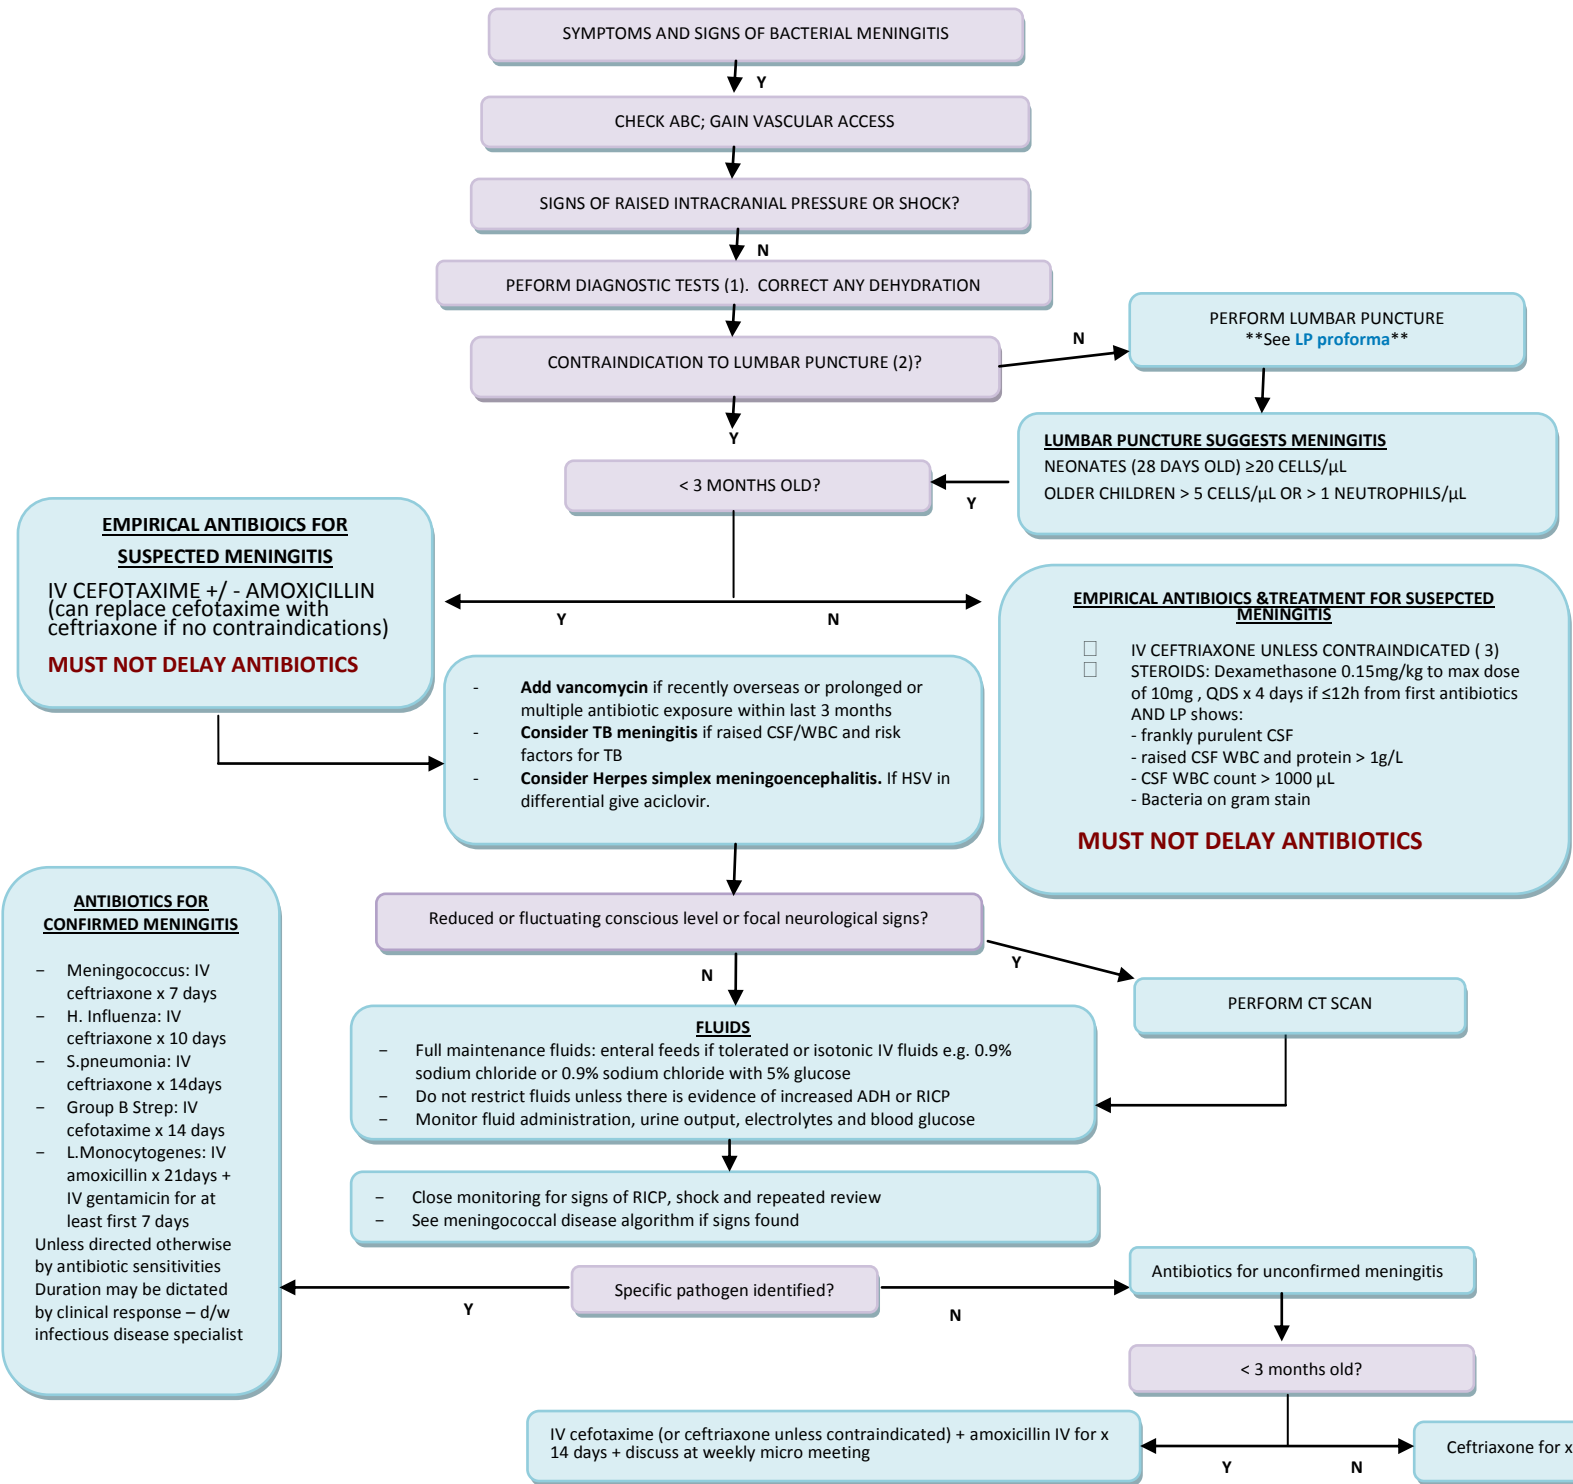 SYMPTOMS AND SIGNS OF BACTERIAL MENINGITIS
Y
CHECK ABC; GAIN VASCULAR ACCESS
SIGNS OF RAISED INTRACRANIAL PRESSURE OR SHOCK?
N
PEFORM DIAGNOSTIC TESTS (1). CORRECT ANY DEHYDRATION
CONTRAINDICATION TO LUMBAR PUNCTURE (2)?
N
PERFORM LUMBAR PUNCTURE
**See LP proforma**
Y
LUMBAR PUNCTURE SUGGESTS MENINGITIS
NEONATES (28 DAYS OLD) ≥20 CELLS/µL
OLDER CHILDREN > 5 CELLS/µL OR > 1 NEUTROPHILS/µL
Y
< 3 MONTHS OLD?
Y
N
EMPIRICAL ANTIBIOICS FOR
SUSPECTED MENINGITIS
IV CEFOTAXIME +/ - AMOXICILLIN
(can replace cefotaxime with
ceftriaxone if no contraindications)
MUST NOT DELAY ANTIBIOTICS
EMPIRICAL ANTIBIOICS &TREATMENT FOR SUSEPCTED
MENINGITIS
IV CEFTRIAXONE UNLESS CONTRAINDICATED ( 3)
STEROIDS: Dexamethasone 0.15mg/kg to max dose
of 10mg , QDS x 4 days if ≤12h from first antibiotics
AND LP shows:
- frankly purulent CSF
- raised CSF WBC and protein > 1g/L
- CSF WBC count > 1000 µL
- Bacteria on gram stain
MUST NOT DELAY ANTIBIOTICS
- Add vancomycin if recently overseas or prolonged or
multiple antibiotic exposure within last 3 months
- Consider TB meningitis if raised CSF/WBC and risk
factors for TB
- Consider Herpes simplex meningoencephalitis. If HSV in
differential give aciclovir.
Reduced or fluctuating conscious level or focal neurological signs?
N
Y
PERFORM CT SCAN
FLUIDS
– Full maintenance fluids: enteral feeds if tolerated or isotonic IV fluids e.g. 0.9%
sodium chloride or 0.9% sodium chloride with 5% glucose
– Do not restrict fluids unless there is evidence of increased ADH or RICP
– Monitor fluid administration, urine output, electrolytes and blood glucose
– Close monitoring for signs of RICP, shock and repeated review
– See meningococcal disease algorithm if signs found
Specific pathogen identified?
Y
N
ANTIBIOTICS FOR
CONFIRMED MENINGITIS
– Meningococcus: IV
ceftriaxone x 7 days
– H. Influenza: IV
ceftriaxone x 10 days
– S.pneumonia: IV
ceftriaxone x 14days
– Group B Strep: IV
cefotaxime x 14 days
– L.Monocytogenes: IV
amoxicillin x 21days +
IV gentamicin for at
least first 7 days
Unless directed otherwise
by antibiotic sensitivities
Duration may be dictated
by clinical response – d/w
infectious disease specialist
Antibiotics for unconfirmed meningitis
< 3 months old?
Y
N
IV cefotaxime (or ceftriaxone unless contraindicated) + amoxicillin IV for x
14 days + discuss at weekly micro meeting
Ceftriaxone for x